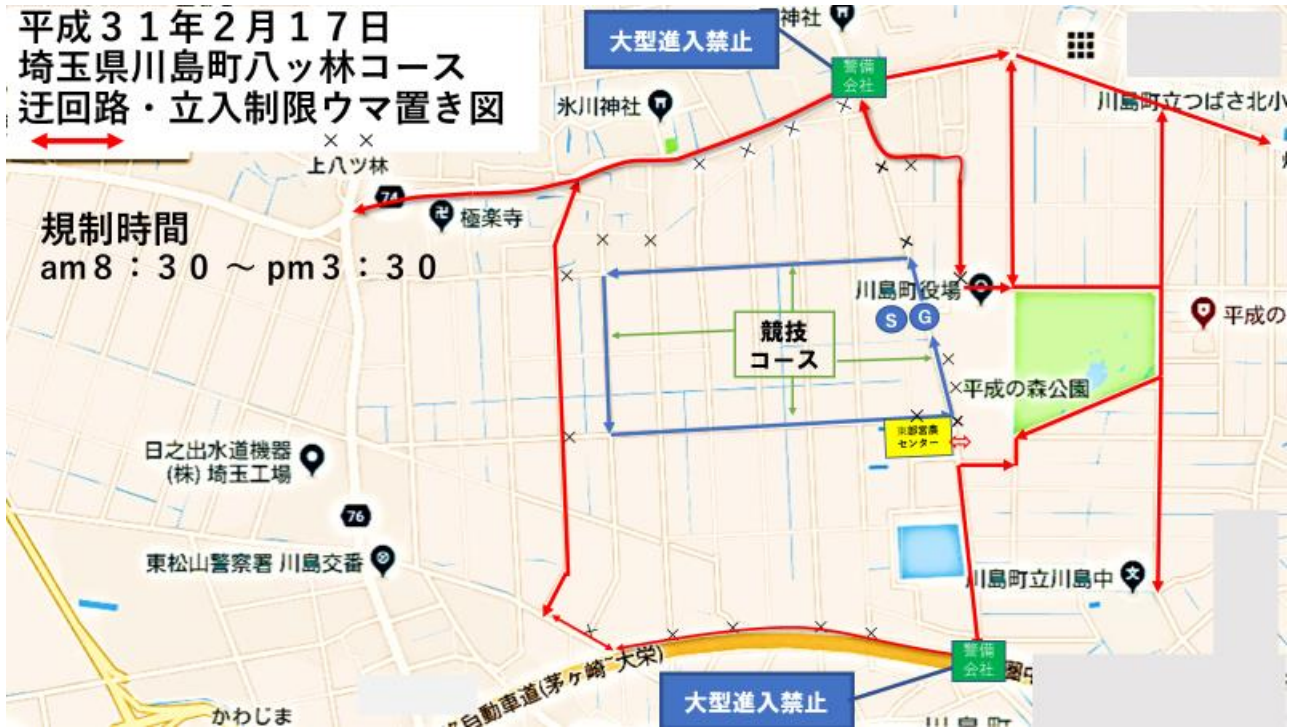 平成３１年２月１７日
埼玉県川島町八ッ林コース
迂回路・立入制限ウマ置き図
× ×
上八ツ林
大型進入禁止
神社
警備
会社
氷川神社
川島町立つばさ北小
74
極楽寺
規制時間
am８：３０ ～ pm３：３０
川島町役場
S G
平成の
競技
コース
平成の森公園
東部営農
センター
日之出水道機器
(株) 埼玉工場
76
東松山警察署 川島交番
川島町立川島中
文
警備
会社
自動車道(茅ヶ崎~大栄)
大型進入禁止
かわじま
川島町